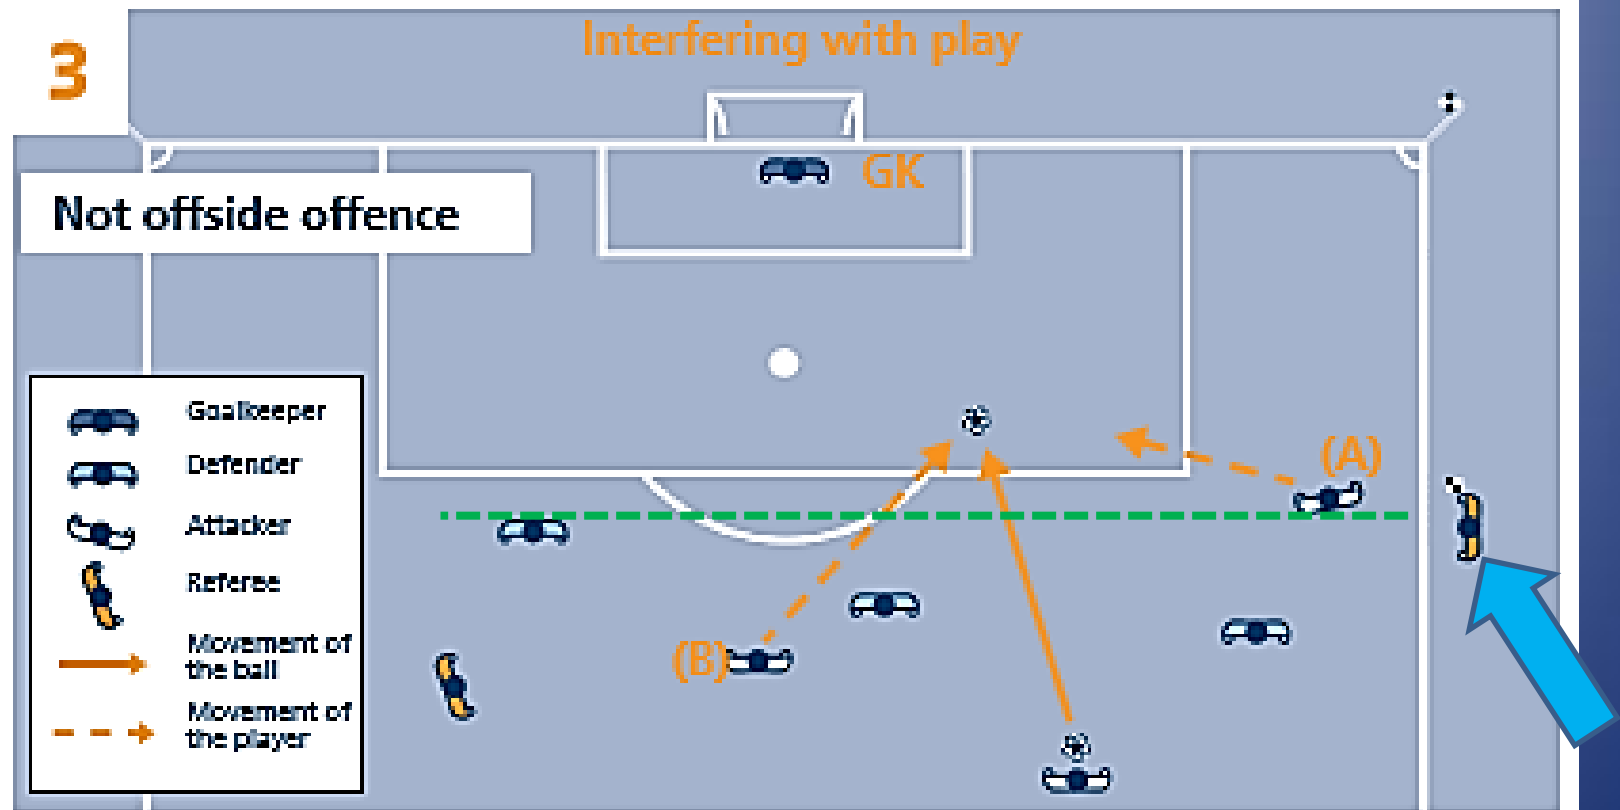 3
Interfering with play
GK
Not offside offence
Goalkeeper
Defender
Attacker
Referee
Movement of
the ball
Movement of
the player
(A)
(B)